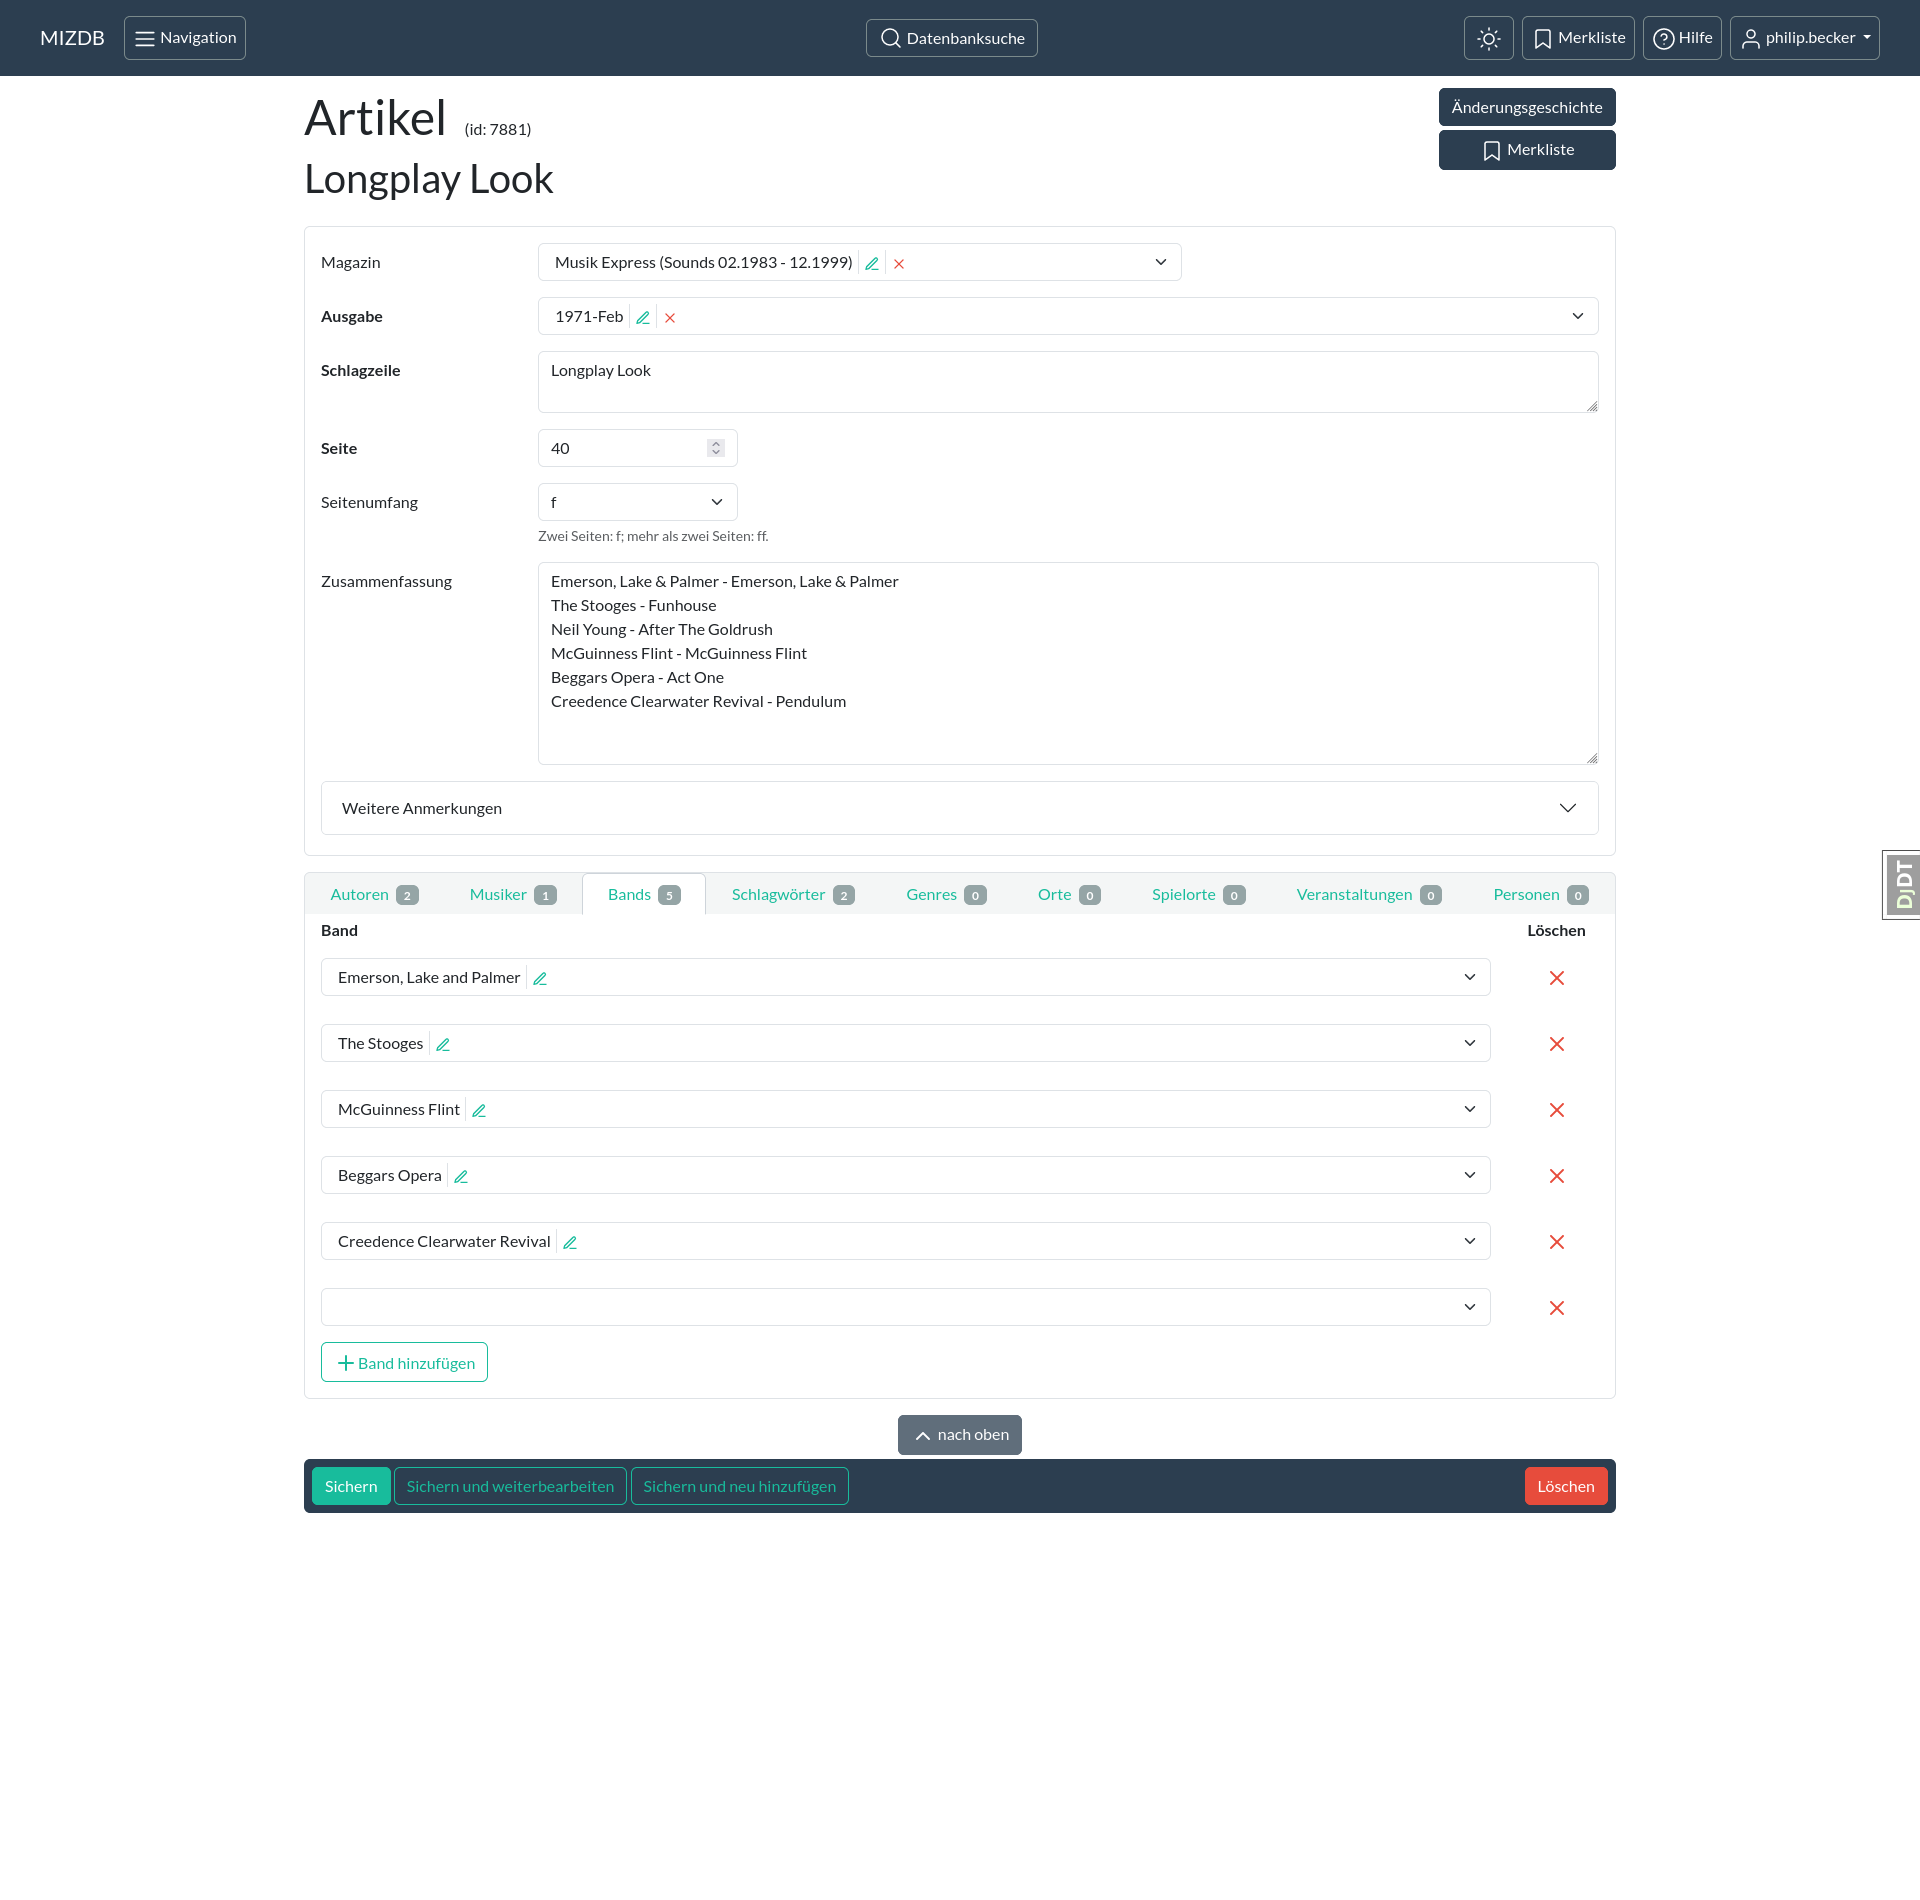 MIZDB Navigation Datenbanksuche Merkliste Hilfe philip.becker
Artikel (id: 7881)
Änderungsgeschichte
Merkliste
Longplay Look
Magazin Musik Express (Sounds 02.1983 - 12.1999)
Ausgabe 1971-Feb
Schlagzeile Longplay Look
Seite 40
Seitenumfang f
Zwei Seiten: f; mehr als zwei Seiten: ff.
Zusammenfassung Emerson, Lake & Palmer - Emerson, Lake & Palmer
The Stooges - Funhouse
Neil Young - After The Goldrush
McGuinness Flint - McGuinness Flint
Beggars Opera - Act One
Creedence Clearwater Revival - Pendulum
Weitere Anmerkungen
DjDT
Autoren 2 Musiker 1 Bands 5 Schlagwörter 2 Genres 0 Orte 0 Spielorte 0 Veranstaltungen 0 Personen 0
Band Löschen
Emerson, Lake and Palmer
The Stooges
McGuinness Flint
Beggars Opera
Creedence Clearwater Revival
Band hinzufügen
nach oben
Sichern Sichern und weiterbearbeiten Sichern und neu hinzufügen Löschen